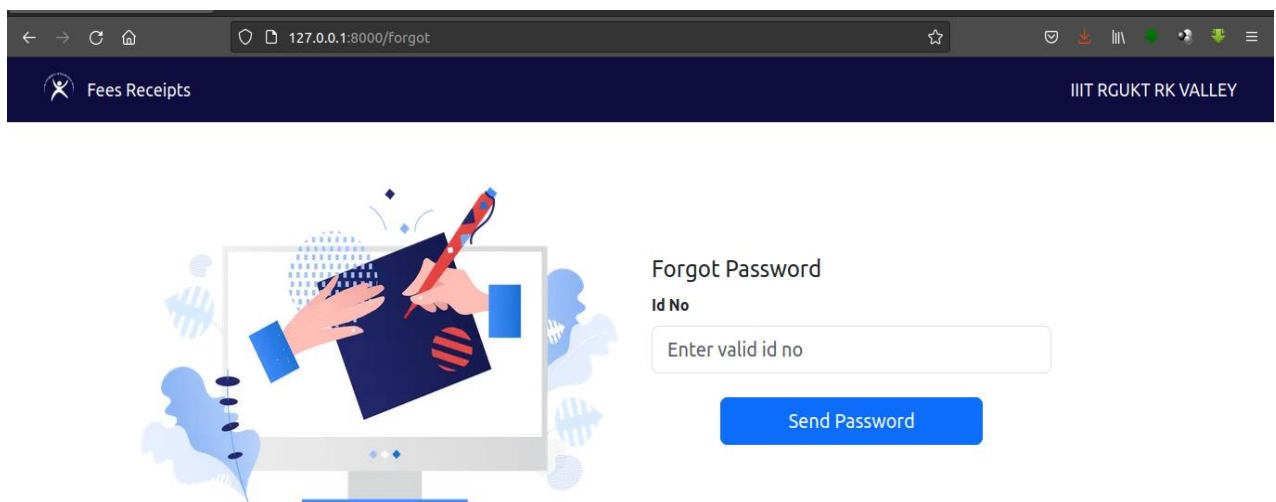 127.0.0.1:8000/forgot
Fees Receipts
IIIT RGUKT RK VALLEY
Forgot Password
Id No
Enter valid id no
Send Password